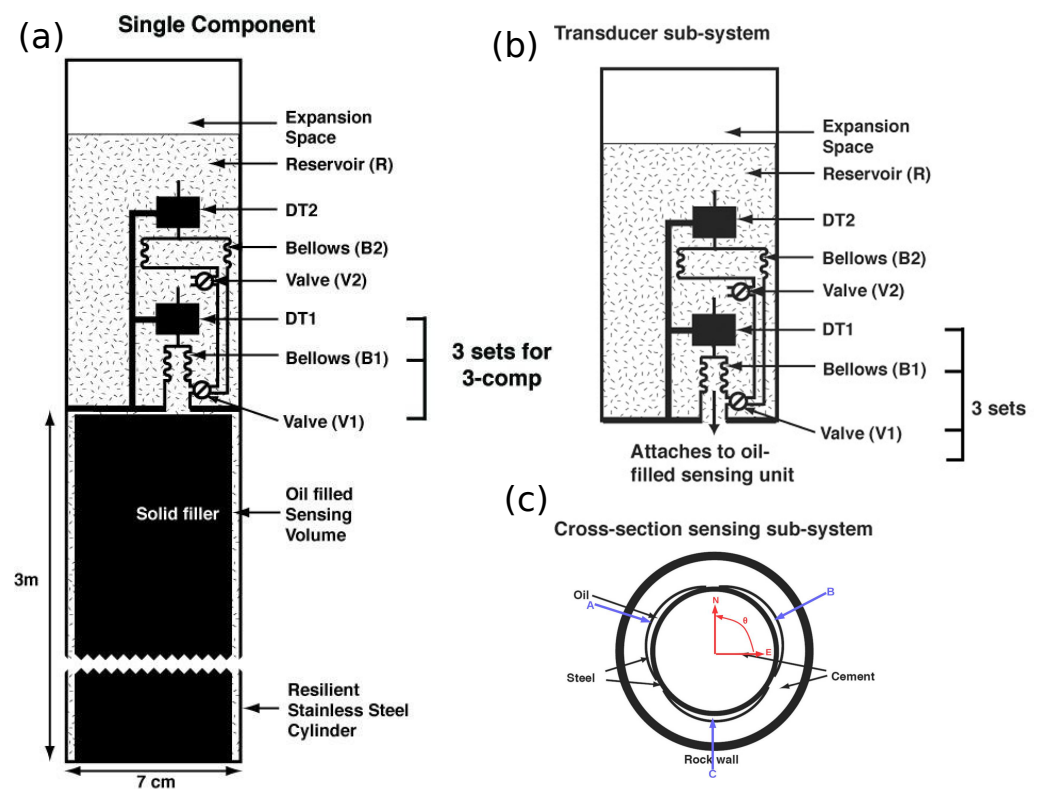 (a)
Single Component
Expansion
Space
Reservoir (R)
DT2
Bellows (B2)
Valve (V2)
DT1
Bellows (B1)
Valve (V1)
3 sets for
3-comp
Solid filler
Oil filled
Sensing
Volume
3m
Resilient
Stainless Steel
Cylinder
7 cm
(b)
Transducer sub-system
Expansion
Space
Reservoir (R)
DT2
Bellows (B2)
Valve (V2)
DT1
Bellows (B1)
Valve (V1)
3 sets
Attaches to oil-
filled sensing unit
(c)
Cross-section sensing sub-system
Oil
A
B
N
θ
E
Steel
Cement
Rock wall
C